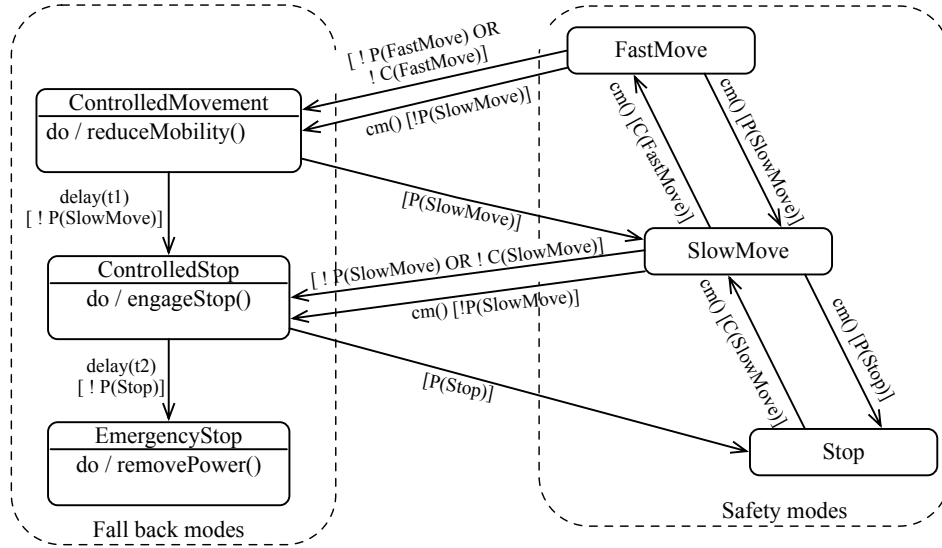 [ ! P(FastMove) OR
! C(FastMove)]
FastMove
cm() [!P(SlowMove)]
ControlledMovement
do / reduceMobility()
cm() [C(FastMove)]
cm() [P(SlowMove)]
delay(t1)
[ ! P(SlowMove)]
[P(SlowMove)]
SlowMove
ControlledStop
do / engageStop()
[ ! P(SlowMove) OR ! C(SlowMove)]
cm() [!P(SlowMove)]
cm() [C(SlowMove)]
cm() [P(Stop)]
delay(t2)
[ ! P(Stop)]
[P(Stop)]
EmergencyStop
do / removePower()
Stop
Fall back modes
Safety modes